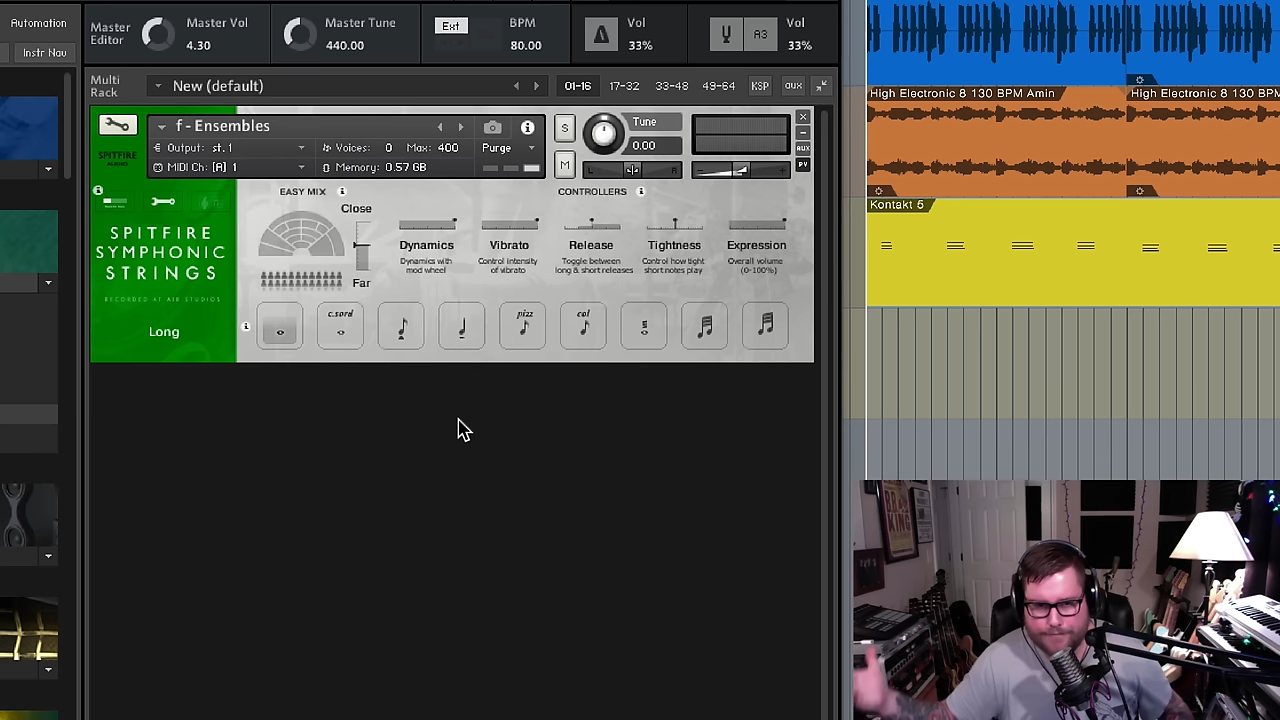 Automation
Instr Nav
Master Editor
Master Vol
4.30
Master Tune
440.00
Ext
BPM
80.00
Vol
33%
A3
Vol
33%
Multi Rack
New (default)
01-16
17-32
33-48
49-64
KSP
aux
SPITFIRE
AUDIO
f - Ensembles
Output: st.1
Voices: 0
Max: 400
Purge
MIDI Ch: [A] 1
Memory: 0.57 GB
S
M
Tune
0.00
L
R
AUX
PV
SPITFIRE
SYMPHONIC
STRINGS
RECORDED AT AIR STUDIOS
Long
EASY MIX
Close
Far
CONTROLLERS
Dynamics
Dynamics with
mod wheel
Vibrato
Control intensity
of vibrato
Release
Toggle between
long & short releases
Tightness
Control how tight
short notes play
Expression
Overall volume
(0-100%)
c.sord
pizz
col
High Electronic 8 130 BPM Amin
High Electronic 8 130 BPM
Kontakt 5